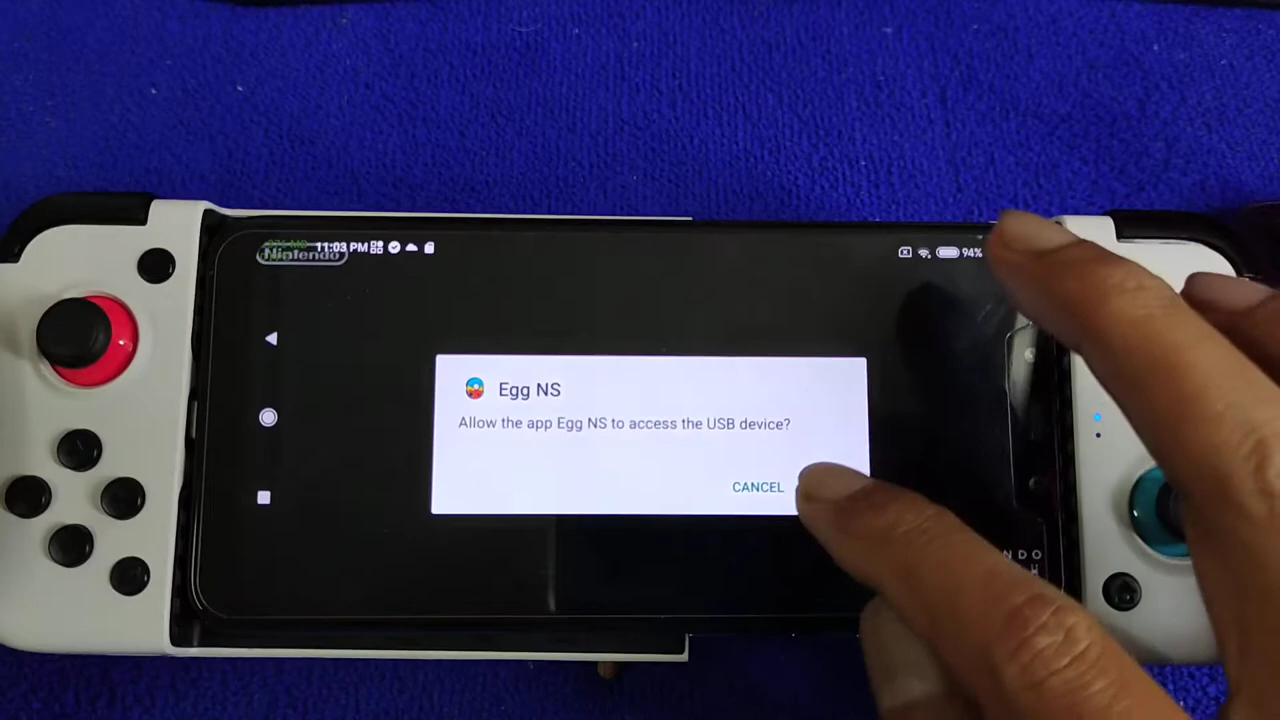 11:03 PM
94%
Nintendo
Egg NS
Allow the app Egg NS to access the USB device?
CANCEL